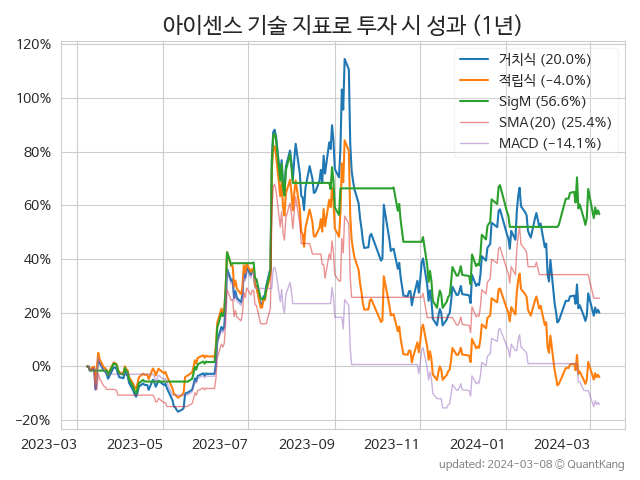 아이센스 기술 지표로 투자 시 성과 (1년)
120%
100%
80%
60%
40%
20%
0%
−20%
거치식 (20.0%)
적립식 (−4.0%)
SigM (56.6%)
SMA(20) (25.4%)
MACD (−14.1%)
2023−03
2023−05
2023−07
2023−09
2023−11
2024−01
2024−03
updated: 2024−03−08 © QuantKang